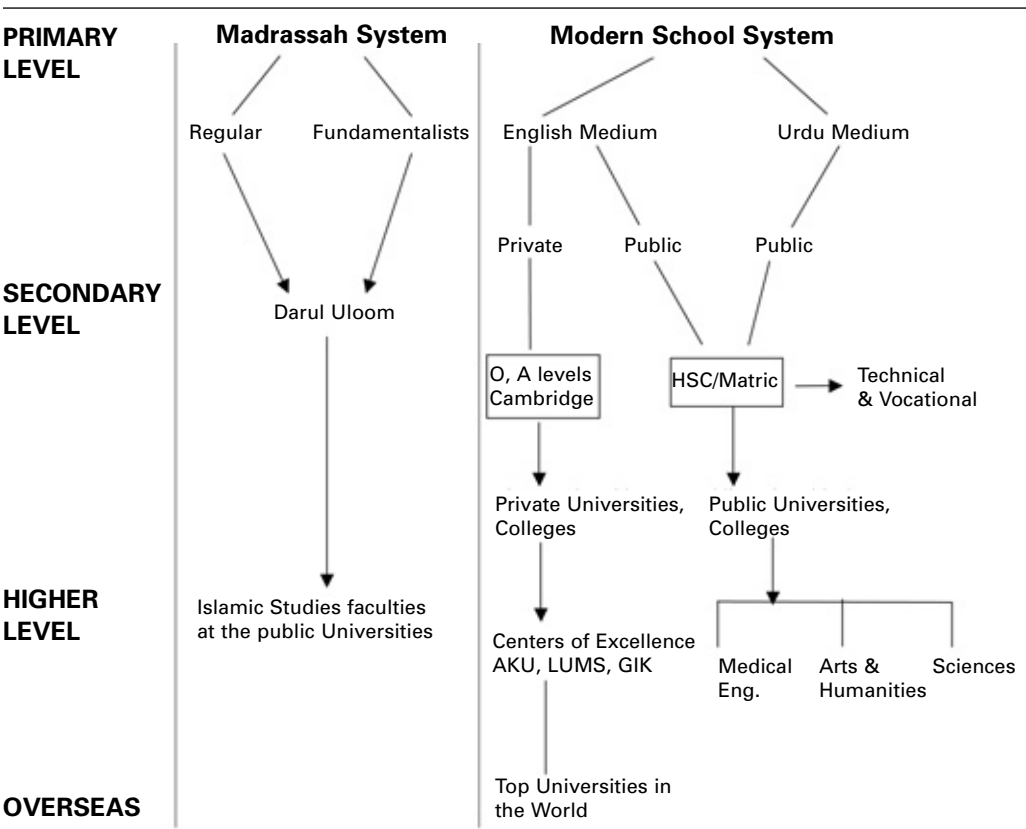 PRIMARY
LEVEL
Madrassah System
Modern School System
Regular
Fundamentalists
English Medium
Urdu Medium
Private
Public
Public
SECONDARY
LEVEL
Darul Uloom
O, A levels
Cambridge
HSC/Matric
Technical
& Vocational
Private Universities,
Colleges
Public Universities,
Colleges
HIGHER
LEVEL
Islamic Studies faculties
at the public Universities
Centers of Excellence
AKU, LUMS, GIK
Medical
Eng.
Arts &
Humanities
Sciences
OVERSEAS
Top Universities in
the World